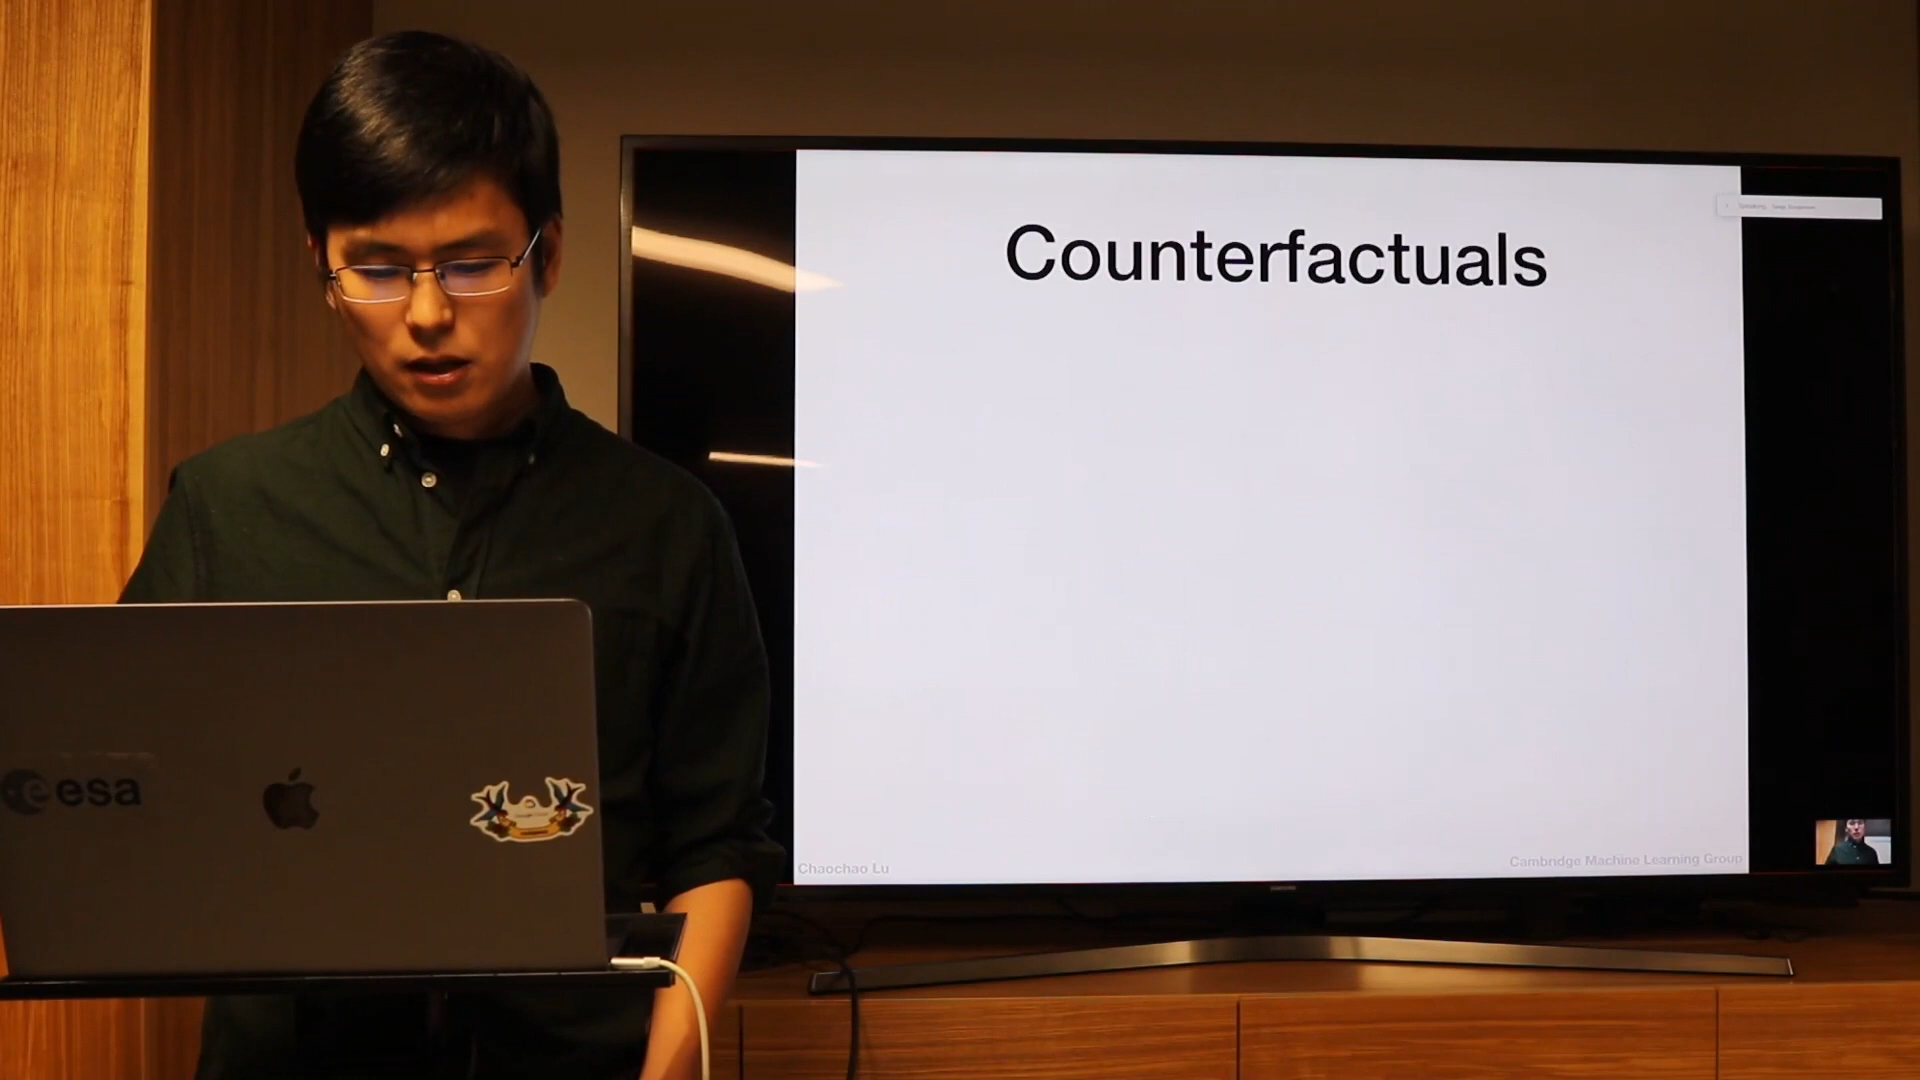 Counterfactuals
Chaochao Lu
Cambridge Machine Learning Group
esa